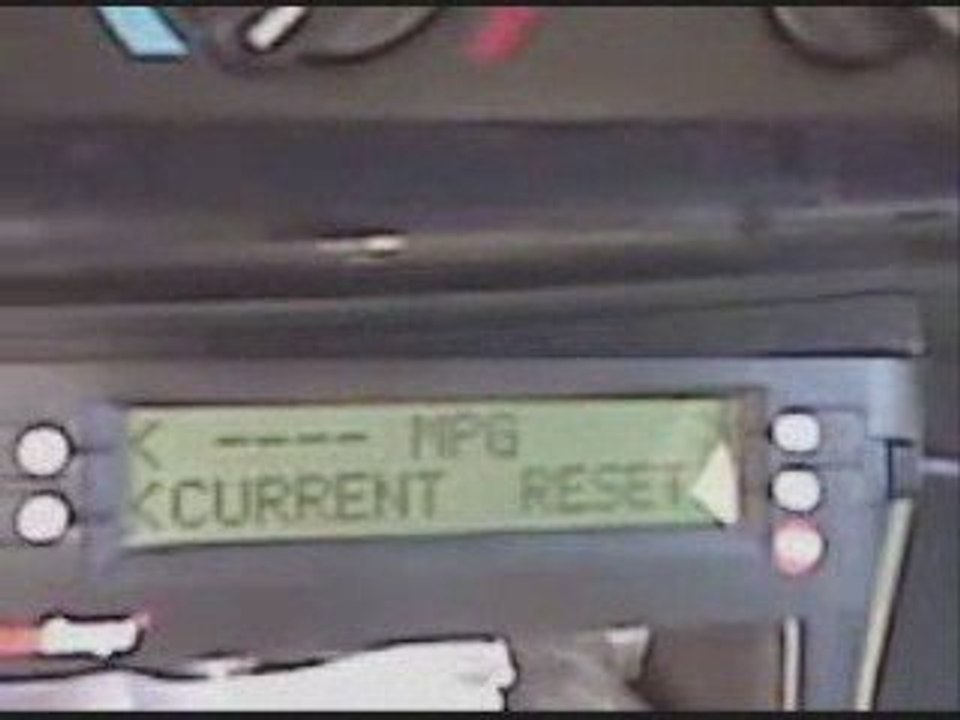 < ---- MPG >
<CURRENT RESET